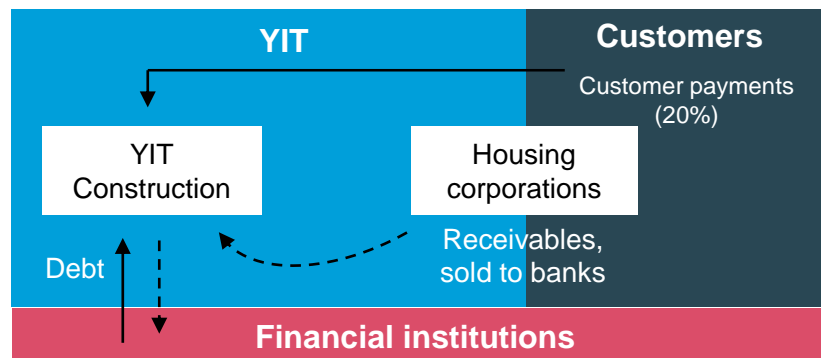 YIT
Customers
Customer payments
(20%)
YIT
Construction
Housing
corporations
Receivables,
sold to banks
Debt
Financial institutions